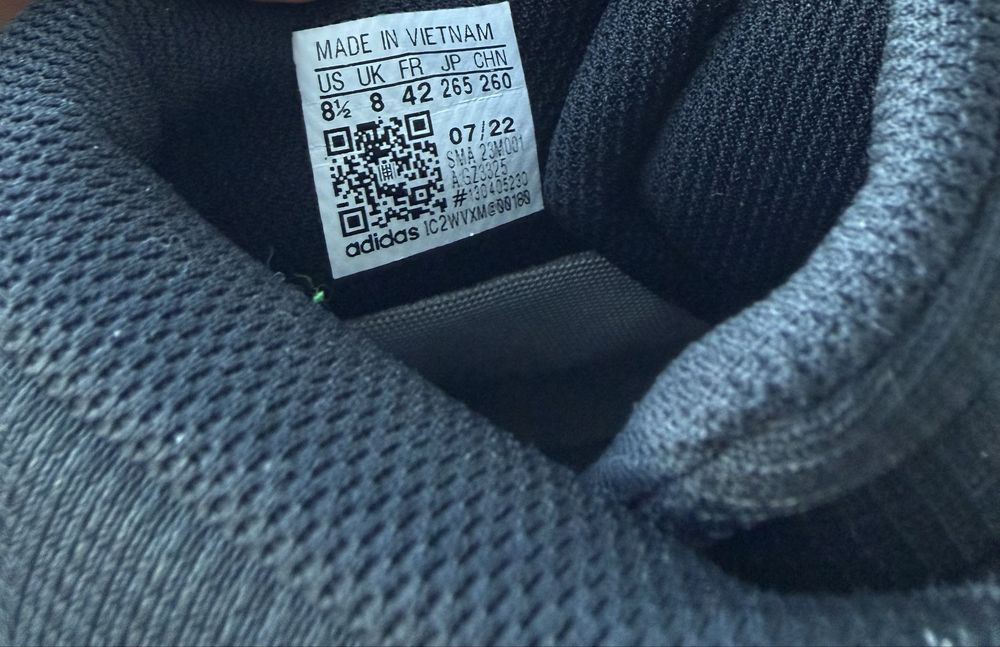 MADE IN VIETNAM
US UK FR JP CHN
8½ 8 42 265 260
07/22
SMA 23M001
A.GZ3325
#130405230
adidas IC2WVXM@00160